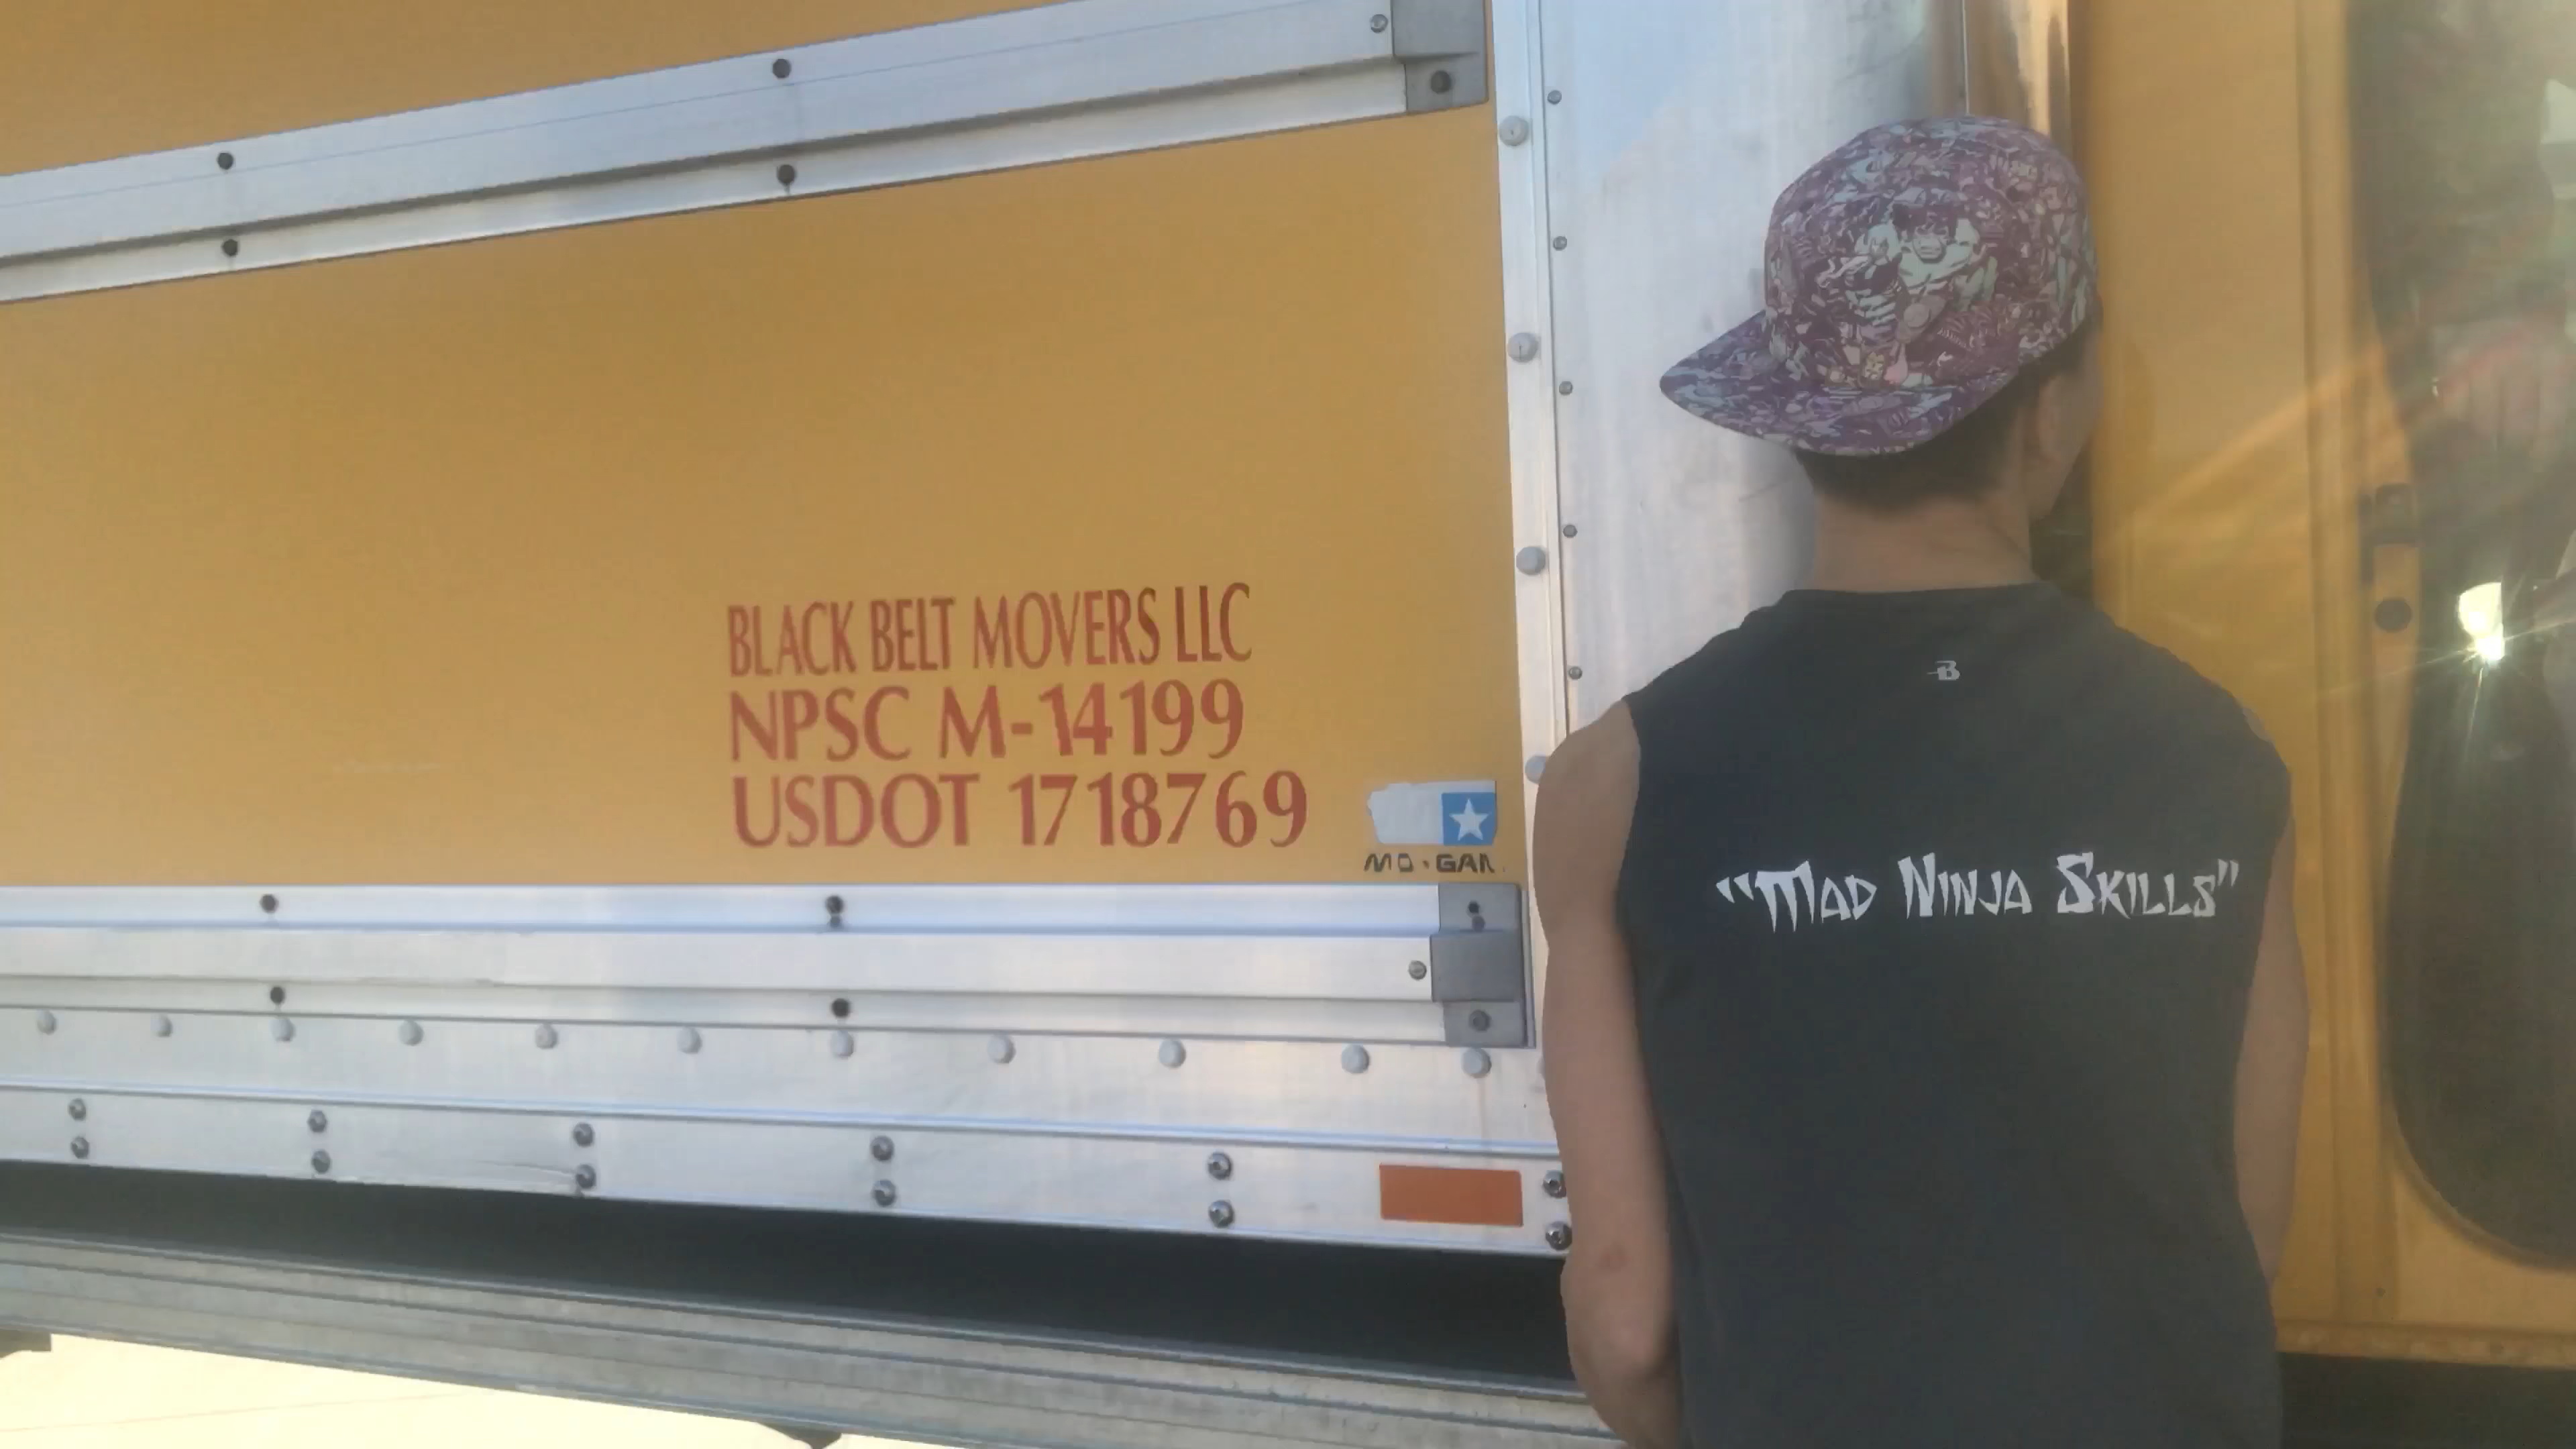 BLACK BELT MOVERS LLC
NPSC M-14199
USDOT 1718769
MO GAN
"MAD NINJA SKILLS"
B